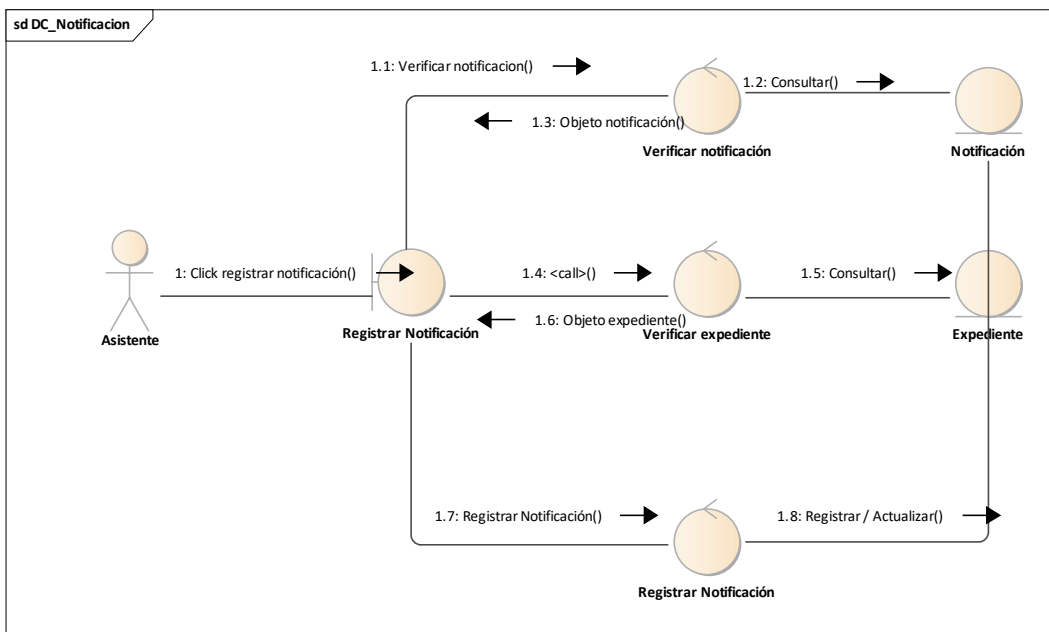 sd DC_Notificacion
1.1: Verificar notificacion()
1.2: Consultar()
1.3: Objeto notificación()
Verificar notificación
Notificación
1: Click registrar notificación()
1.4: <call>()
1.5: Consultar()
1.6: Objeto expediente()
Asistente
Registrar Notificación
Verificar expediente
Expediente
1.7: Registrar Notificación()
1.8: Registrar / Actualizar()
Registrar Notificación